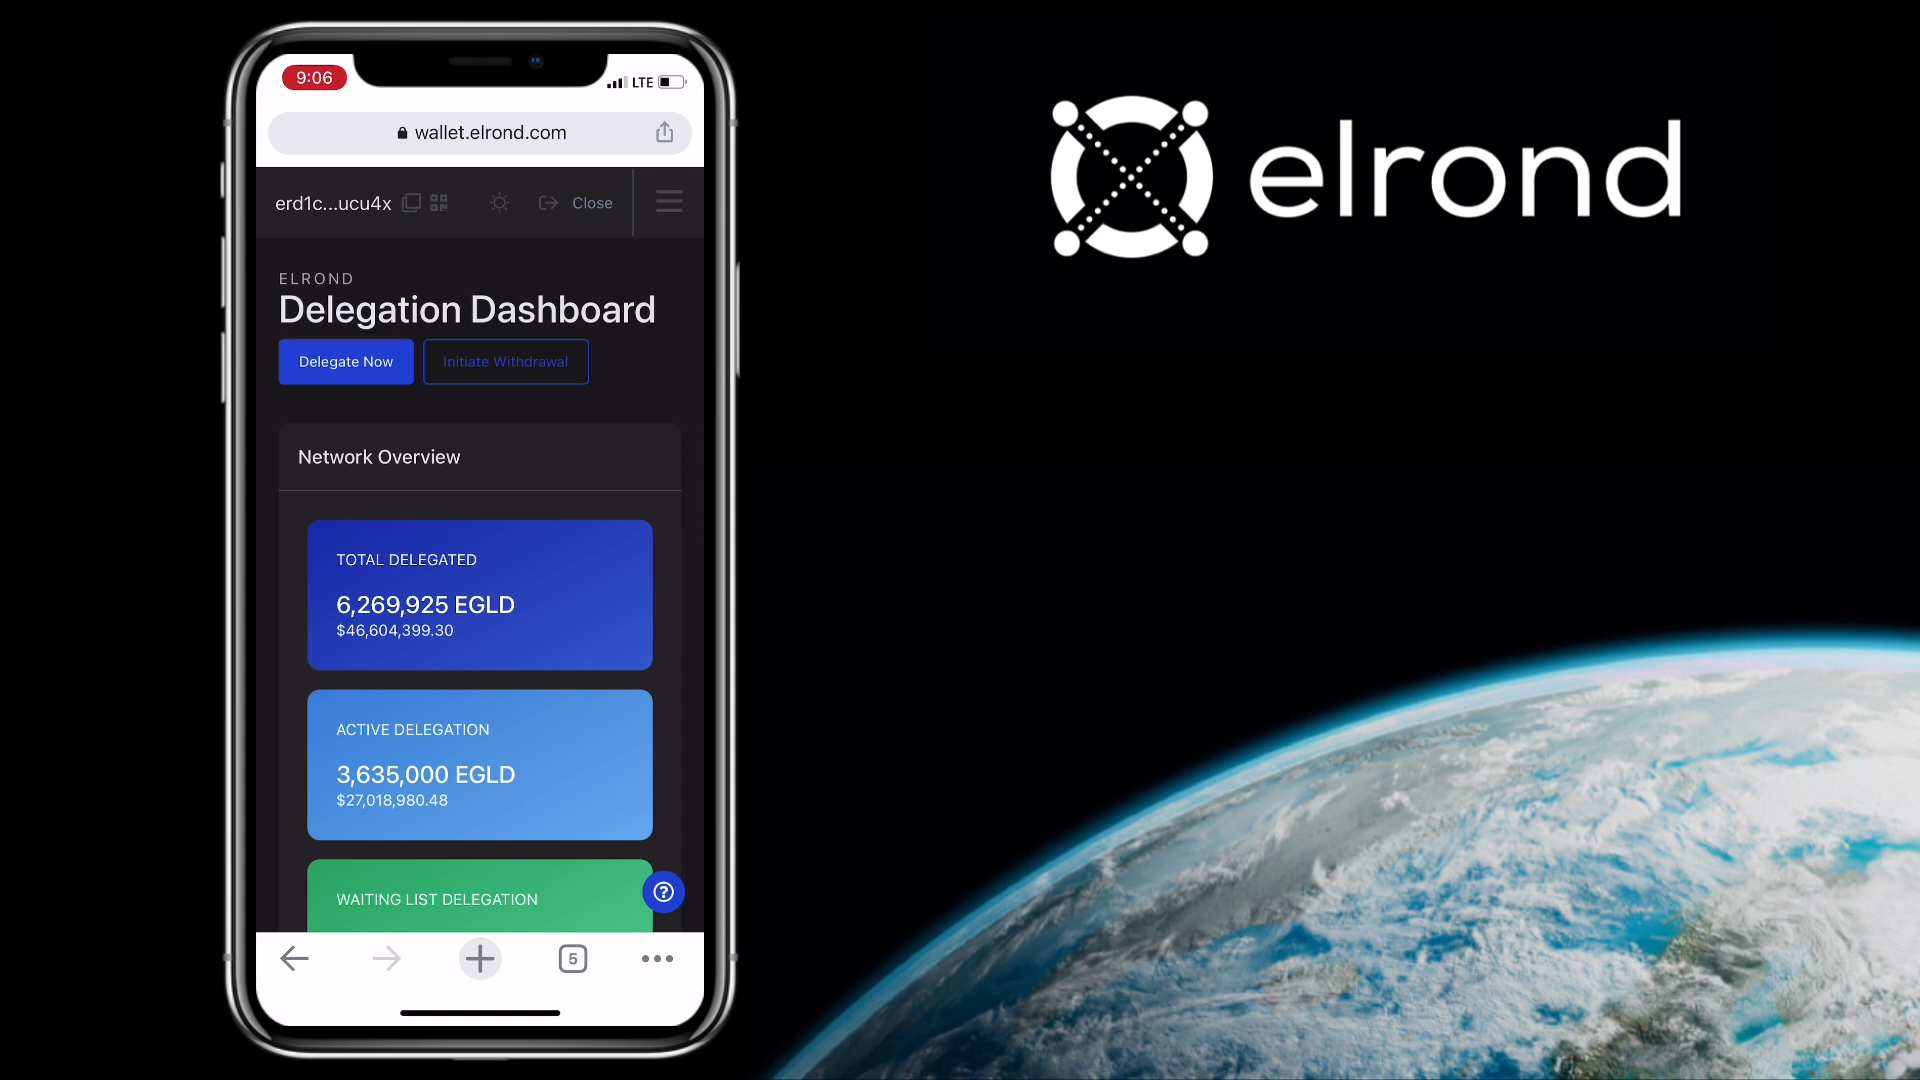 9:06
LTE
wallet.elrond.com
erd1c...ucu4x
Close
ELROND
Delegation Dashboard
Delegate Now
Initiate Withdrawal
Network Overview
TOTAL DELEGATED
6,269,925 EGLD
$46,604,399.30
ACTIVE DELEGATION
3,635,000 EGLD
$27,018,980.48
WAITING LIST DELEGATION
?
5
elrond